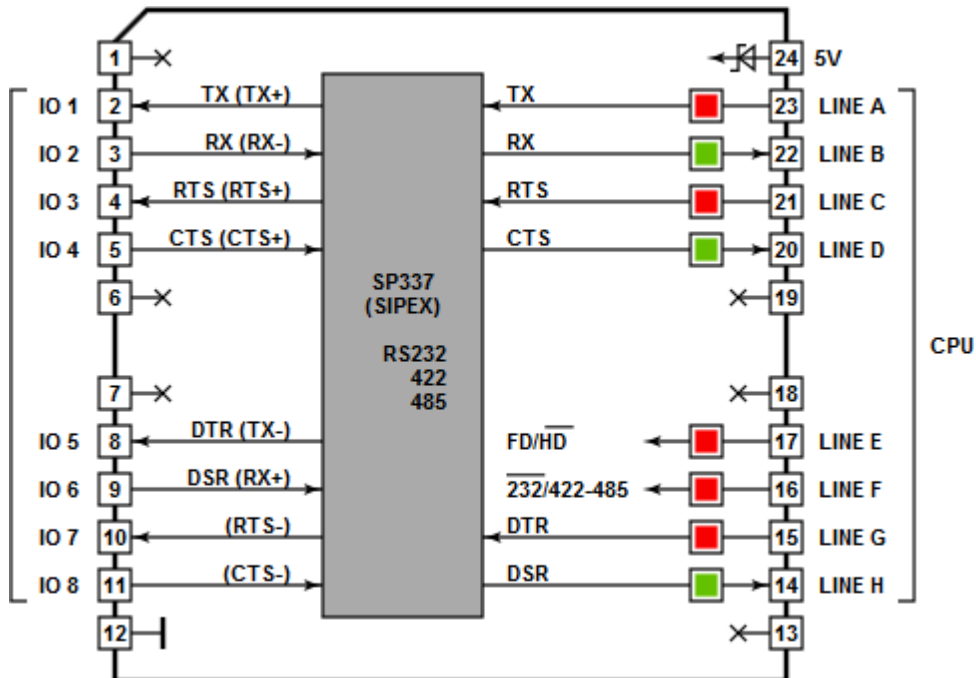 1 24 5V
IO 1 2 TX (TX+) TX 23 LINE A
IO 2 3 RX (RX-) RX 22 LINE B
IO 3 4 RTS (RTS+) RTS 21 LINE C
IO 4 5 CTS (CTS+) CTS 20 LINE D
6 19
SP337
(SIPEX)
RS232
422
485
CPU
7 18
IO 5 8 DTR (TX-) FD/H̅D̅ 17 LINE E
IO 6 9 DSR (RX+) 2̅3̅2̅/422-485 16 LINE F
IO 7 10 (RTS-) DTR 15 LINE G
IO 8 11 (CTS-) DSR 14 LINE H
12 13